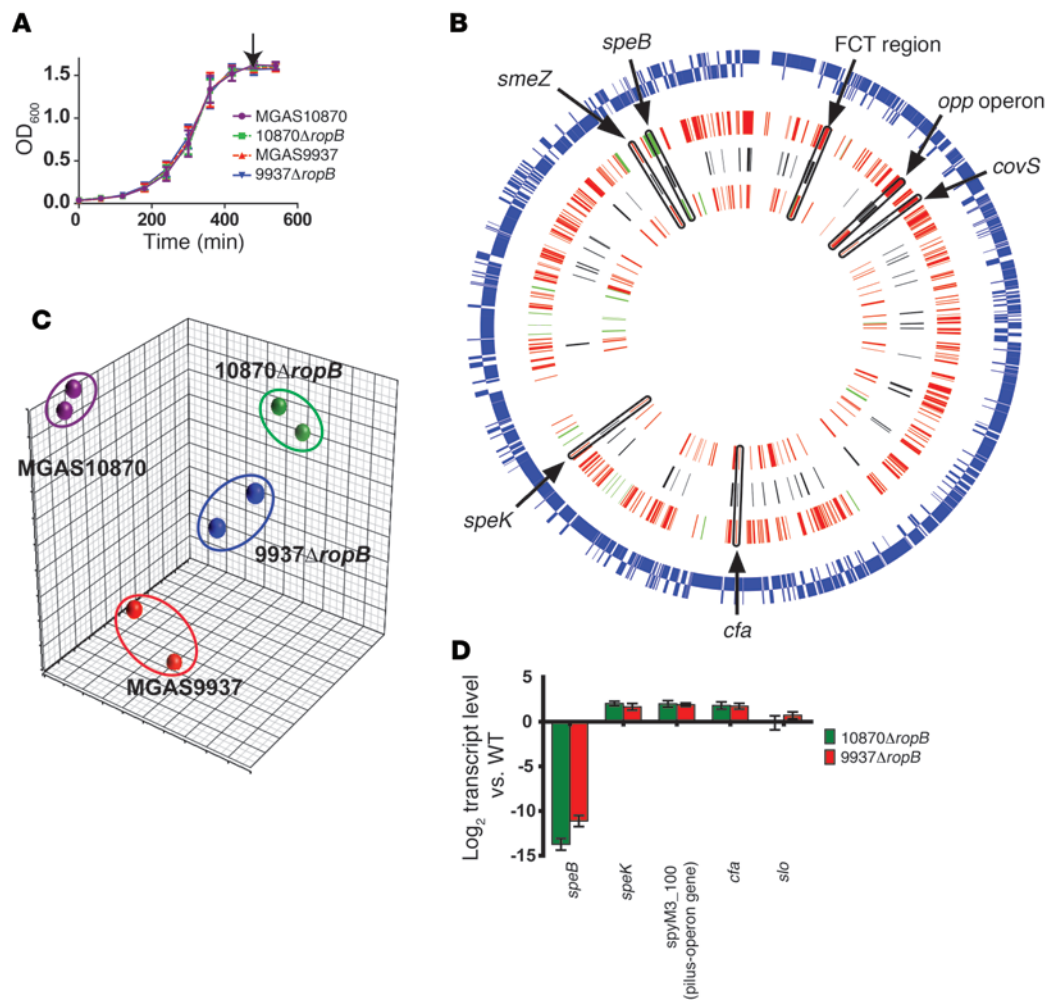 A
OD600
1.5
1.0
0.5
0.0
0
200
400
600
Time (min)
MGAS10870
10870ΔropB
MGAS9937
9937ΔropB
B
speB
FCT region
smeZ
opp operon
covS
speK
cfa
C
10870ΔropB
MGAS10870
9937ΔropB
MGAS9937
D
Log2 transcript level
vs. WT
5
0
-5
-10
-15
10870ΔropB
9937ΔropB
speB
speK
spyM3_100
(pilus-operon gene)
cfa
slo